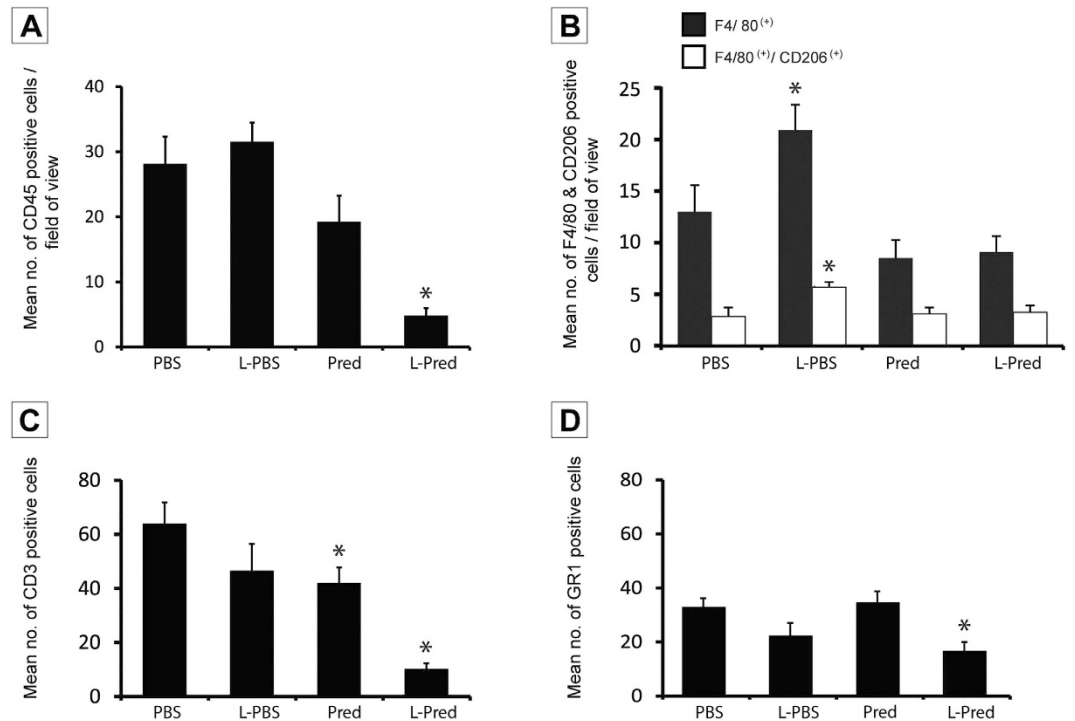 A
Mean no. of CD45 positive cells /
field of view
40
30
20
10
0
*
PBS L-PBS Pred L-Pred
B
F4/ 80 (+)
F4/80 (+)/ CD206 (+)
Mean no. of F4/80 & CD206 positive
cells / field of view
25
20
15
10
5
0
*
*
PBS L-PBS Pred L-Pred
C
Mean no. of CD3 positive cells
80
60
40
20
0
*
*
PBS L-PBS Pred L-Pred
D
Mean no. of GR1 positive cells
80
60
40
20
0
*
PBS L-PBS Pred L-Pred